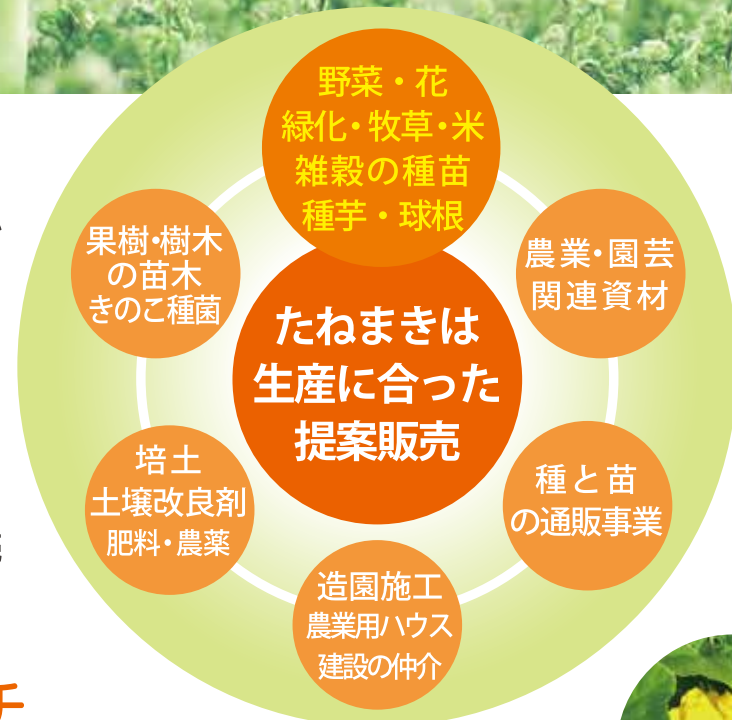 野菜・花
緑化・牧草・米
雑穀の種苗
種芋・球根
農業・園芸
関連資材
種と苗
の通販事業
造園施工
農業用ハウス
建設の仲介
培土
土壌改良剤
肥料・農薬
果樹・樹木
の苗木
きのこ種菌
たねまきは
生産に合った
提案販売
チ